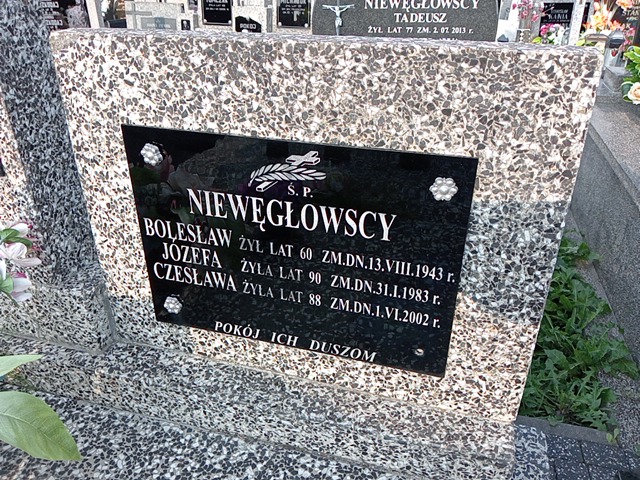 NIEWĘGŁOWSCY
TADEUSZ
ŻYŁ LAT 77 ZM. 2.07.2013 r.
POKÓJ
Ś. P.
NIEWĘGŁOWSCY
BOLESŁAW ŻYŁ LAT 60 ZM.DN.13.VIII.1943 r.
JÓZEFA ŻYŁA LAT 90 ZM.DN.31.I.1983 r.
CZESŁAWA ŻYŁA LAT 88 ZM.DN.1.VI.2002 r.
POKÓJ ICH DUSZOM